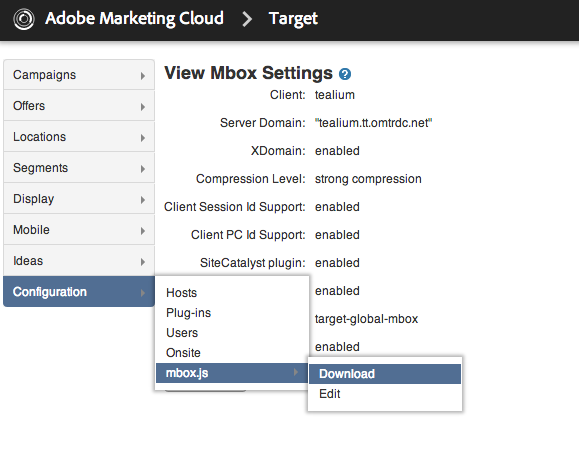 Adobe Marketing Cloud > Target
View Mbox Settings ?
Campaigns
Offers
Locations
Segments
Display
Mobile
Ideas
Configuration
Client: tealium
Server Domain: "tealium.tt.omtrdc.net"
XDomain: enabled
Compression Level: strong compression
Client Session Id Support: enabled
Client PC Id Support: enabled
SiteCatalyst plugin: enabled
enabled
target-global-mbox
enabled
Hosts
Plug-ins
Users
Onsite
mbox.js
Download
Edit